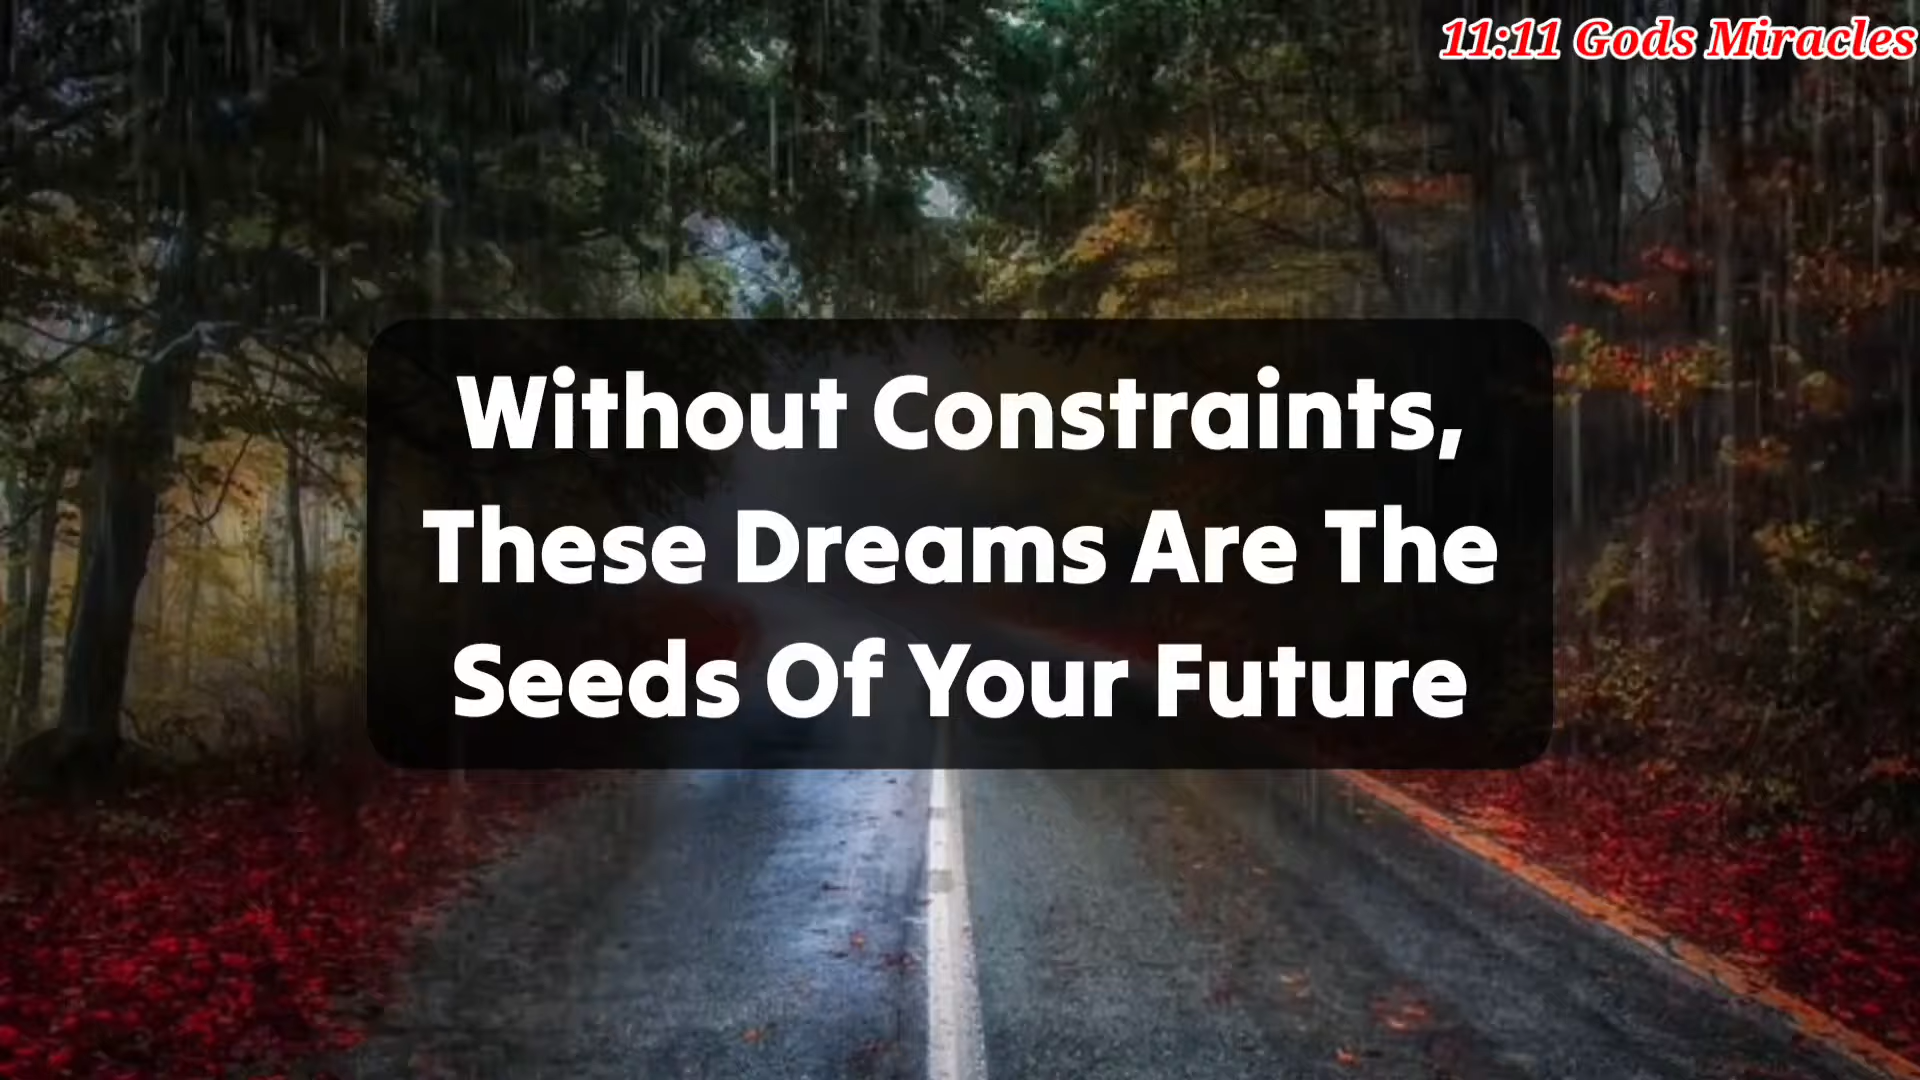 11:11 Gods Miracles
Without Constraints,
These Dreams Are The
Seeds Of Your Future